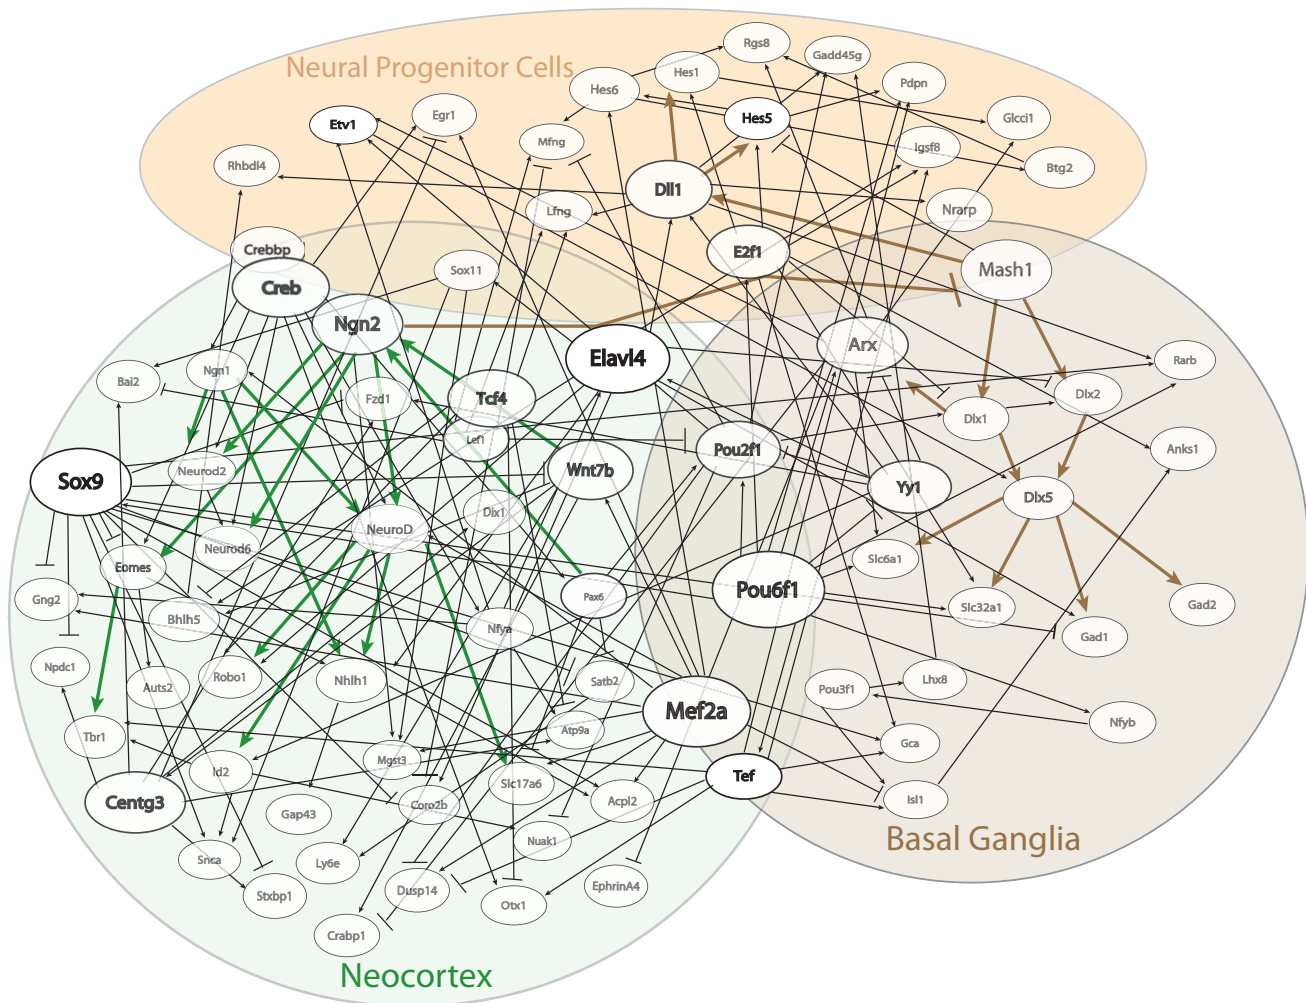 Neural Progenitor Cells
Rgs8
Gadd45g
Hes1
Pdpn
Hes6
Glcci1
Egr1
Hes5
Etv1
Mfng
Igsf8
Btg2
Rhbdl4
Dll1
Nrarp
Lfng
Crebbp
E2f1
Mash1
Sox11
Creb
Ngn2
Elavl4
Arx
Rarb
Ngn1
Bai2
Fzd1
Tcf4
Dlx2
Dlx1
Lef1
Pou2f1
Anks1
Neurod2
Wnt7b
Sox9
Yy1
Dlx5
Dix1
NeuroD
Neurod6
Slc6a1
Eomes
Pou6f1
Pax6
Gng2
Gad2
Slc32a1
Bhlh5
Nfya
Gad1
Npdc1
Robo1
Nhlh1
Satb2
Lhx8
Auts2
Pou3f1
Mef2a
Nfyb
Tbr1
Atp9a
Gca
Mgst3
Id2
Tef
Slc17a6
Centg3
Coro2b
Acpl2
Isl1
Gap43
Basal Ganglia
Nuak1
Snca
Ly6e
EphrinA4
Dusp14
Stxbp1
Otx1
Crabp1
Neocortex